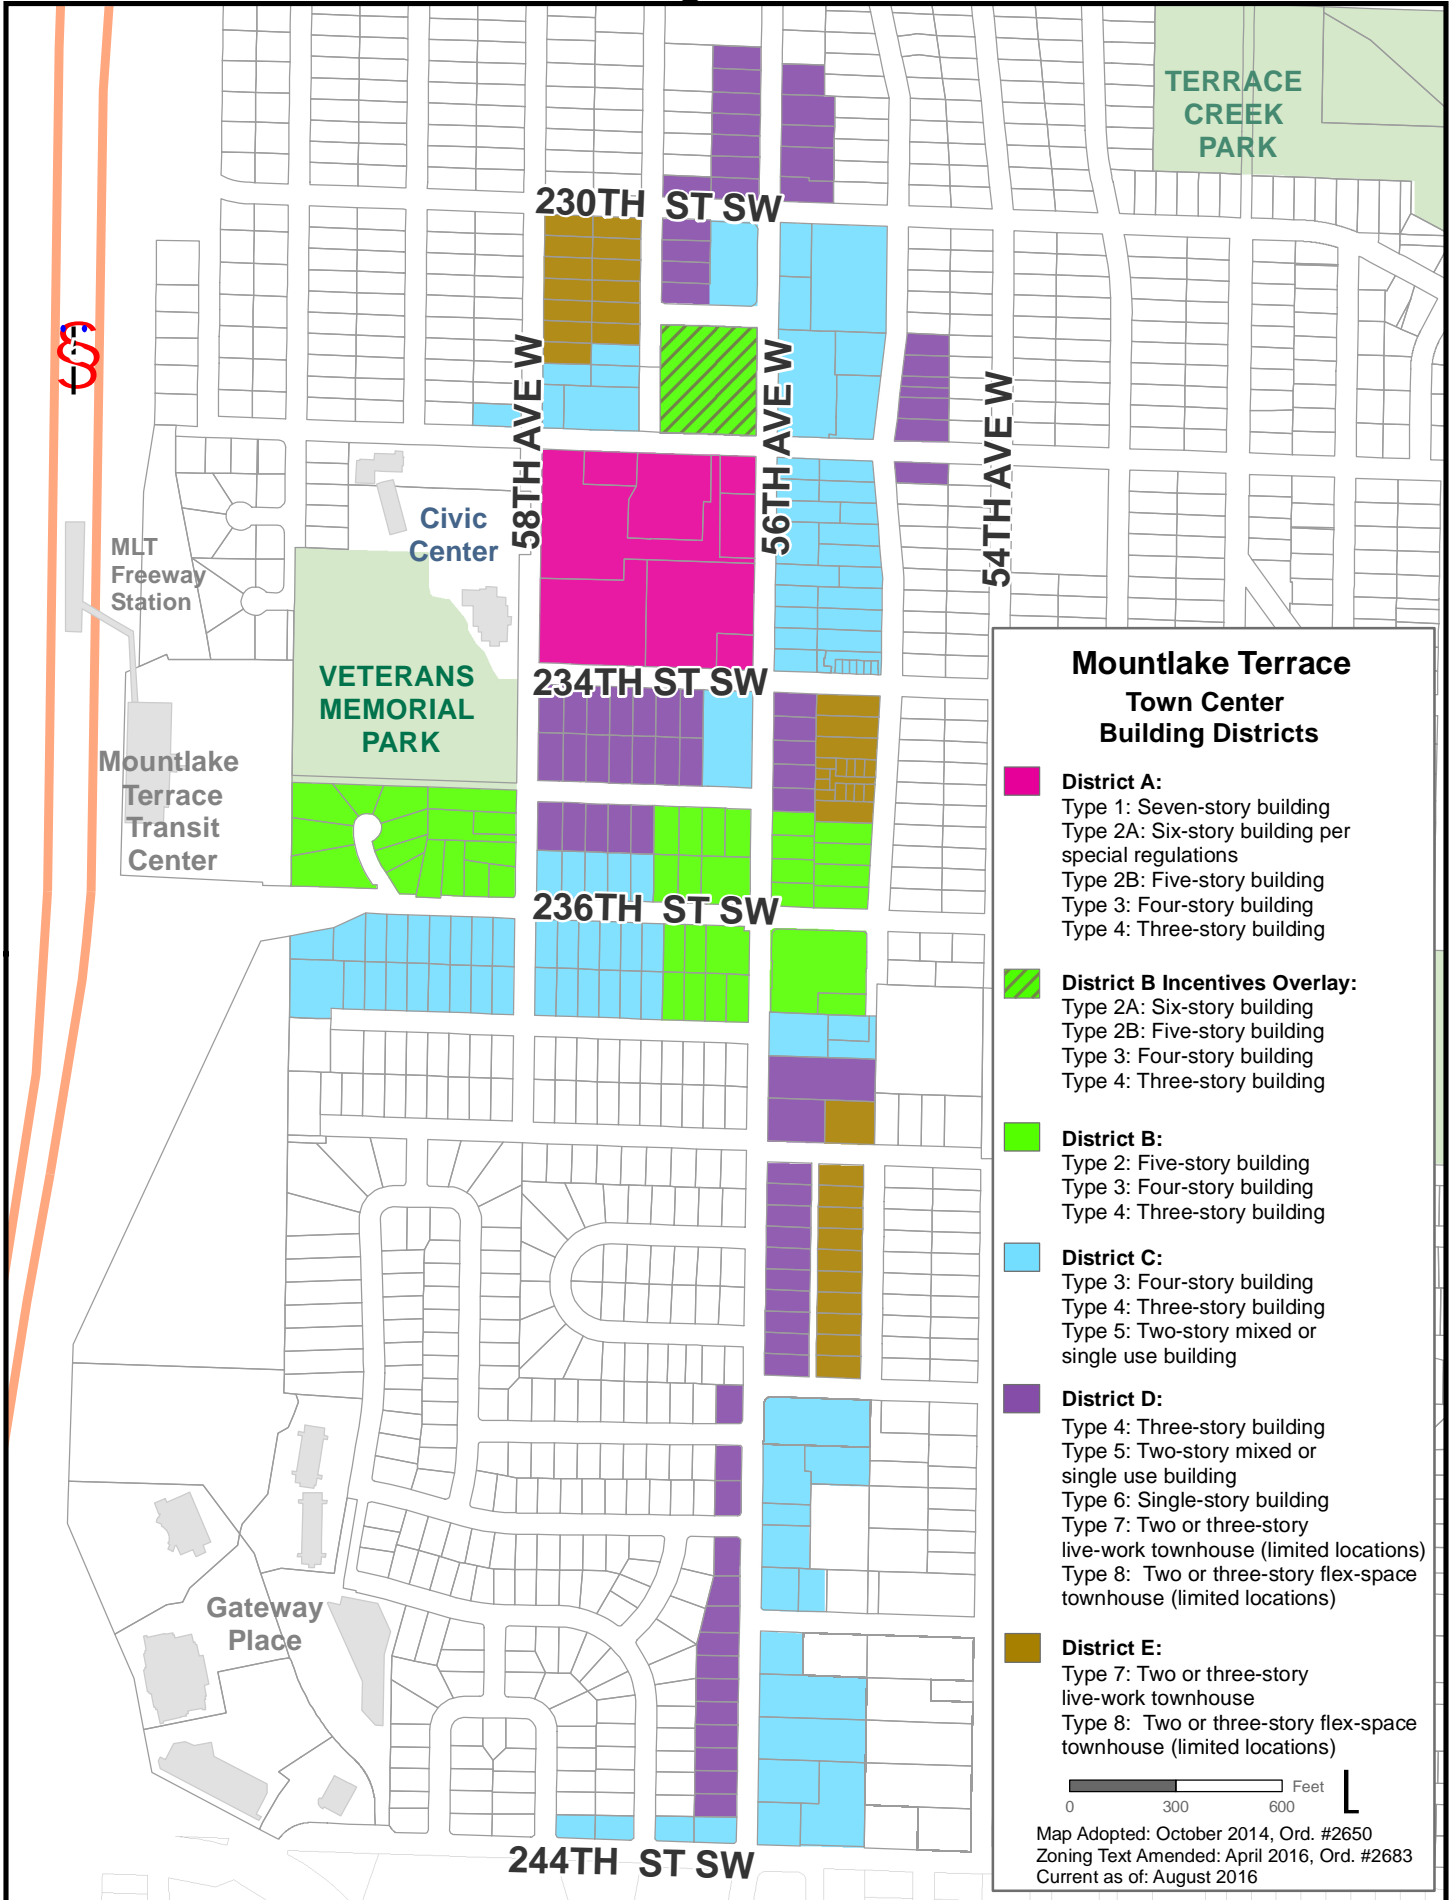 TERRACE
CREEK
PARK
230TH ST SW
58TH AVE W
56TH AVE W
54TH AVE W
Civic
Center
MLT
Freeway
Station
VETERANS
MEMORIAL
PARK
234TH ST SW
Mountlake
Terrace
Transit
Center
236TH ST SW
Gateway
Place
244TH ST SW
Mountlake Terrace
Town Center
Building Districts
District A:
Type 1: Seven-story building
Type 2A: Six-story building per
special regulations
Type 2B: Five-story building
Type 3: Four-story building
Type 4: Three-story building
District B Incentives Overlay:
Type 2A: Six-story building
Type 2B: Five-story building
Type 3: Four-story building
Type 4: Three-story building
District B:
Type 2: Five-story building
Type 3: Four-story building
Type 4: Three-story building
District C:
Type 3: Four-story building
Type 4: Three-story building
Type 5: Two-story mixed or
single use building
District D:
Type 4: Three-story building
Type 5: Two-story mixed or
single use building
Type 6: Single-story building
Type 7: Two or three-story
live-work townhouse (limited locations)
Type 8: Two or three-story flex-space
townhouse (limited locations)
District E:
Type 7: Two or three-story
live-work townhouse
Type 8: Two or three-story flex-space
townhouse (limited locations)
Feet
0 300 600
Map Adopted: October 2014, Ord. #2650
Zoning Text Amended: April 2016, Ord. #2683
Current as of: August 2016